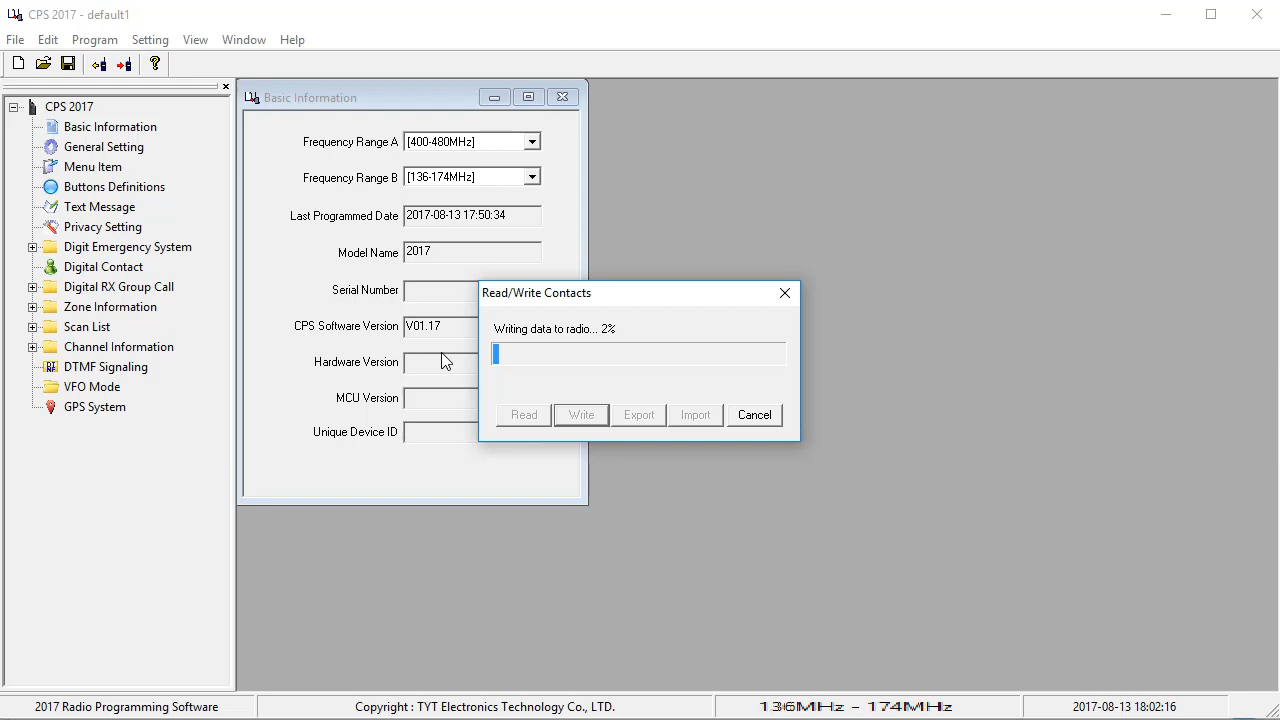 CPS 2017 - default1
File Edit Program Setting View Window Help
CPS 2017
Basic Information
General Setting
Menu Item
Buttons Definitions
Text Message
Privacy Setting
Digit Emergency System
Digital Contact
Digital RX Group Call
Zone Information
Scan List
Channel Information
DTMF Signaling
VFO Mode
GPS System
Basic Information
Frequency Range A [400-480MHz]
Frequency Range B [136-174MHz]
Last Programmed Date 2017-08-13 17:50:34
Model Name 2017
Serial Number
CPS Software Version V01.17
Hardware Version
MCU Version
Unique Device ID
Read/Write Contacts
Writing data to radio... 2%
Read Write Export Import Cancel
2017 Radio Programming Software Copyright : TYT Electronics Technology Co., LTD. 136MHz - 174MHz 2017-08-13 18:02:16